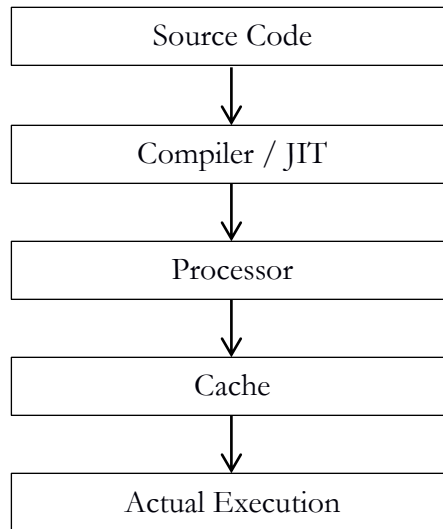 Source Code
Compiler / JIT
Processor
Cache
Actual Execution